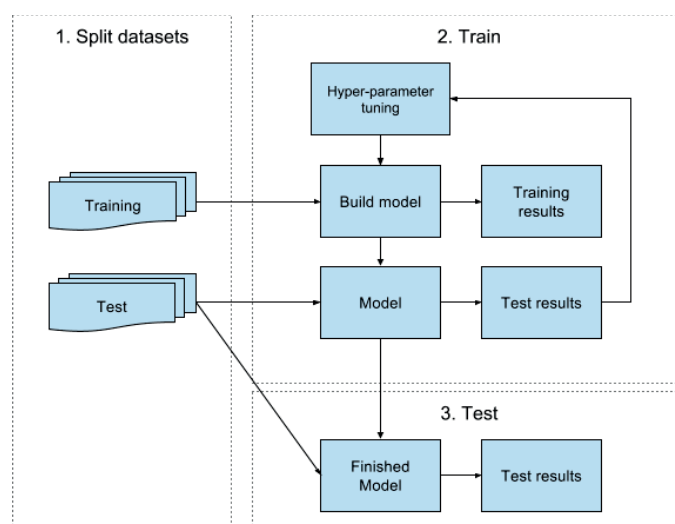 1. Split datasets
2. Train
Hyper-parameter
tuning
Training
Build model
Training
results
Test
Model
Test results
3. Test
Finished
Model
Test results